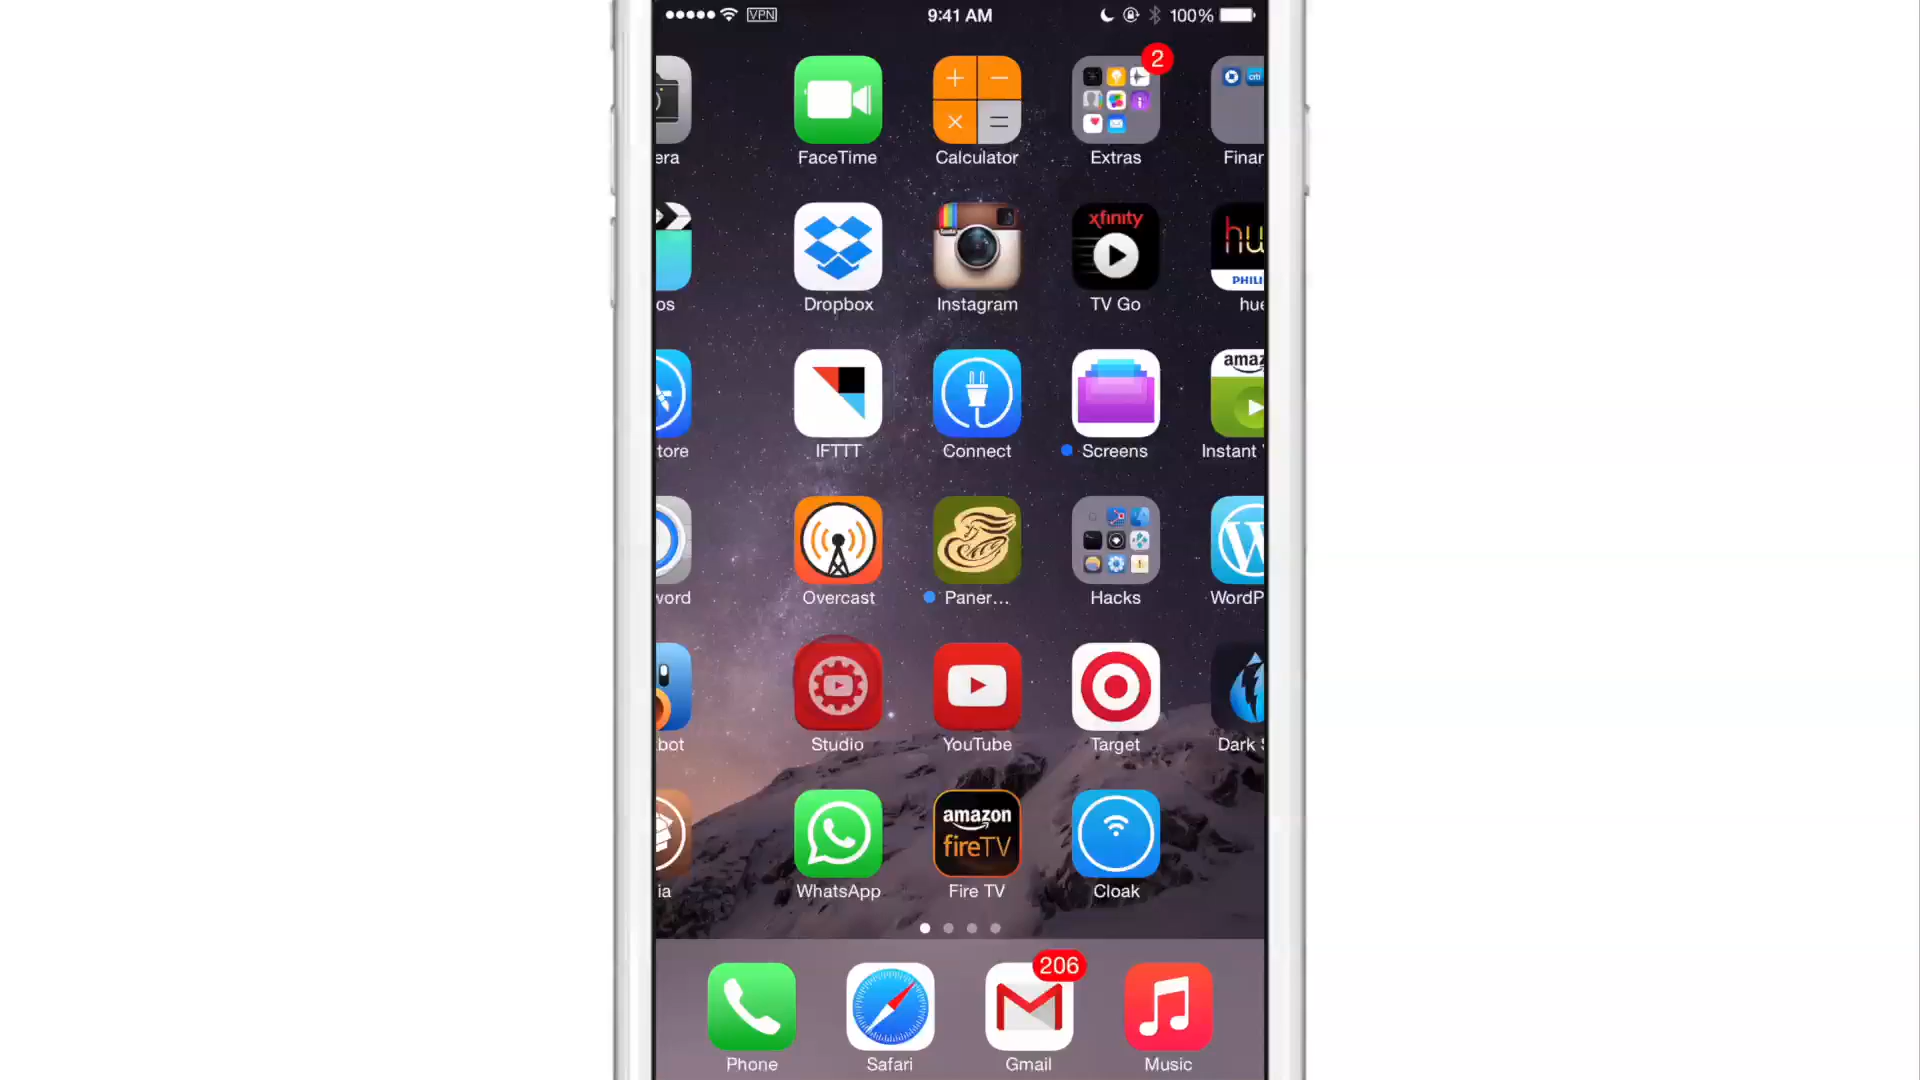 VPN 9:41 AM 100%
2
era FaceTime Calculator Extras Finan
xfinity hu
PHILI
os Dropbox Instagram TV Go hue
amaz
tore IFTTT Connect Screens Instant
word Overcast Paner... Hacks WordP
bot Studio YouTube Target Dark S
amazon
fireTV
ia WhatsApp Fire TV Cloak
206
Phone Safari Gmail Music